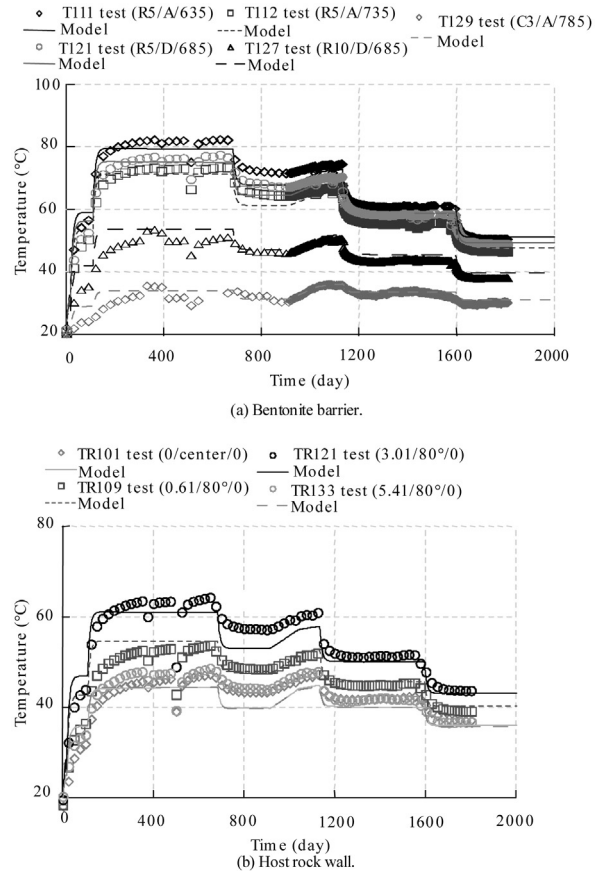 T111 test (R5/A/635)
T112 test (R5/A/735)
T129 test (C3/A/785)
Model
Model
Model
T121 test (R5/D/685)
T127 test (R10/D/685)
Model
Model
100
80
60
40
20
Temperature (°C)
0
400
800
1200
1600
2000
Time (day)
(a) Bentonite barrier.
TR101 test (0/center/0)
TR121 test (3.01/80°/0)
Model
Model
TR109 test (0.61/80°/0)
TR133 test (5.41/80°/0)
Model
Model
80
60
40
20
Temperature (°C)
0
400
800
1200
1600
2000
Time (day)
(b) Host rock wall.